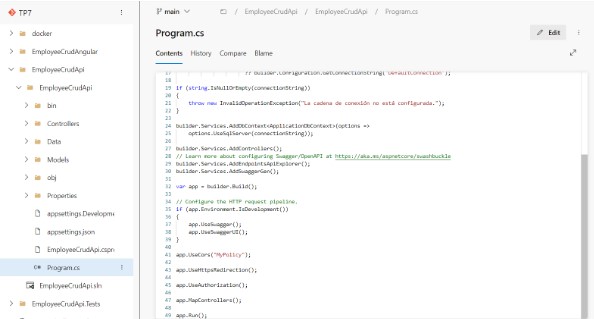 TP7
docker
EmployeeCrudAngular
EmployeeCrudApi
EmployeeCrudApi
bin
Controllers
Data
Models
obj
Properties
appsettings.Developm
appsettings.json
EmployeeCrudApi.cspr
Program.cs
EmployeeCrudApi.sln
EmployeeCrudApi.Tests
main / EmployeeCrudApi / EmployeeCrudApi / Program.cs
Program.cs
Edit
Contents History Compare Blame
17 // builder.Configuration.GetConnectionString("DefaultConnection");
18
19 if (string.IsNullOrEmpty(connectionString))
20 {
21 throw new InvalidOperationException("La cadena de conexión no está configurada.");
22 }
23
24 builder.Services.AddDbContext<ApplicationDbContext>(options =>
25 options.UseSqlServer(connectionString));
26
27 builder.Services.AddControllers();
28 // Learn more about configuring Swagger/OpenAPI at https://aka.ms/aspnetcore/swashbuckle
29 builder.Services.AddEndpointsApiExplorer();
30 builder.Services.AddSwaggerGen();
31
32 var app = builder.Build();
33
34 // Configure the HTTP request pipeline.
35 if (app.Environment.IsDevelopment())
36 {
37 app.UseSwagger();
38 app.UseSwaggerUI();
39 }
40
41 app.UseCors("MyPolicy");
42
43 app.UseHttpsRedirection();
44
45 app.UseAuthorization();
46
47 app.MapControllers();
48
49 app.Run();